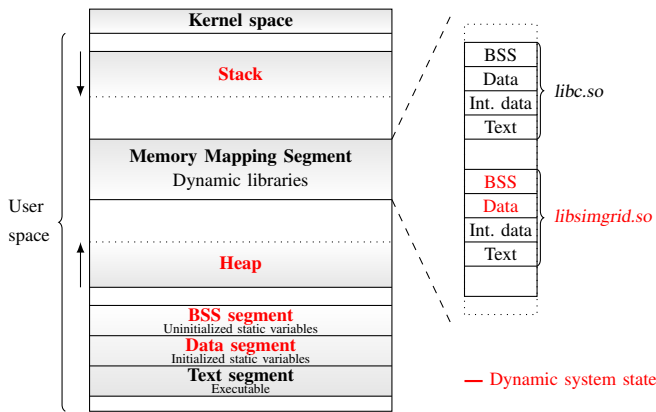 Kernel space
Stack
Memory Mapping Segment
Dynamic libraries
User
space
Heap
BSS segment
Uninitialized static variables
Data segment
Initialized static variables
Text segment
Executable
BSS
Data
Int. data
Text
libc.so
BSS
Data
Int. data
Text
libsimgrid.so
Dynamic system state